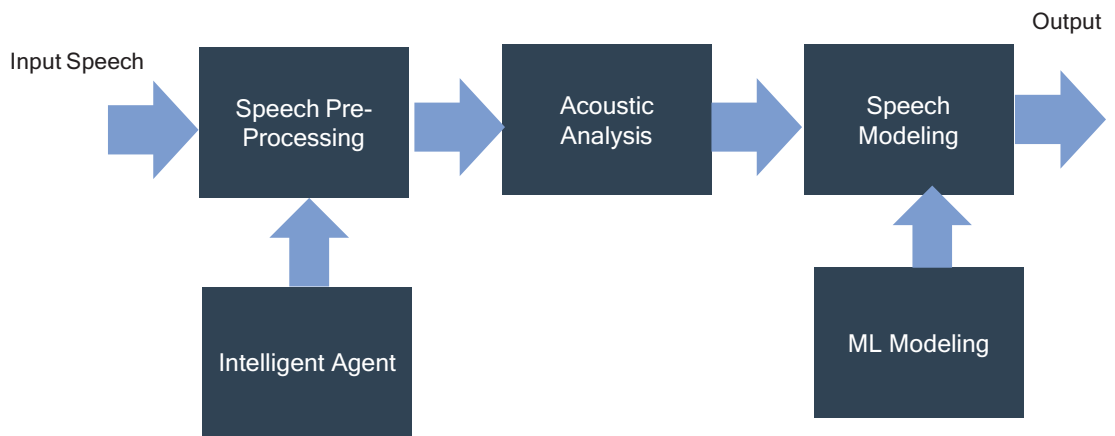 Output
Input Speech
Speech Pre-
Processing
Acoustic
Analysis
Speech
Modeling
Intelligent Agent
ML Modeling